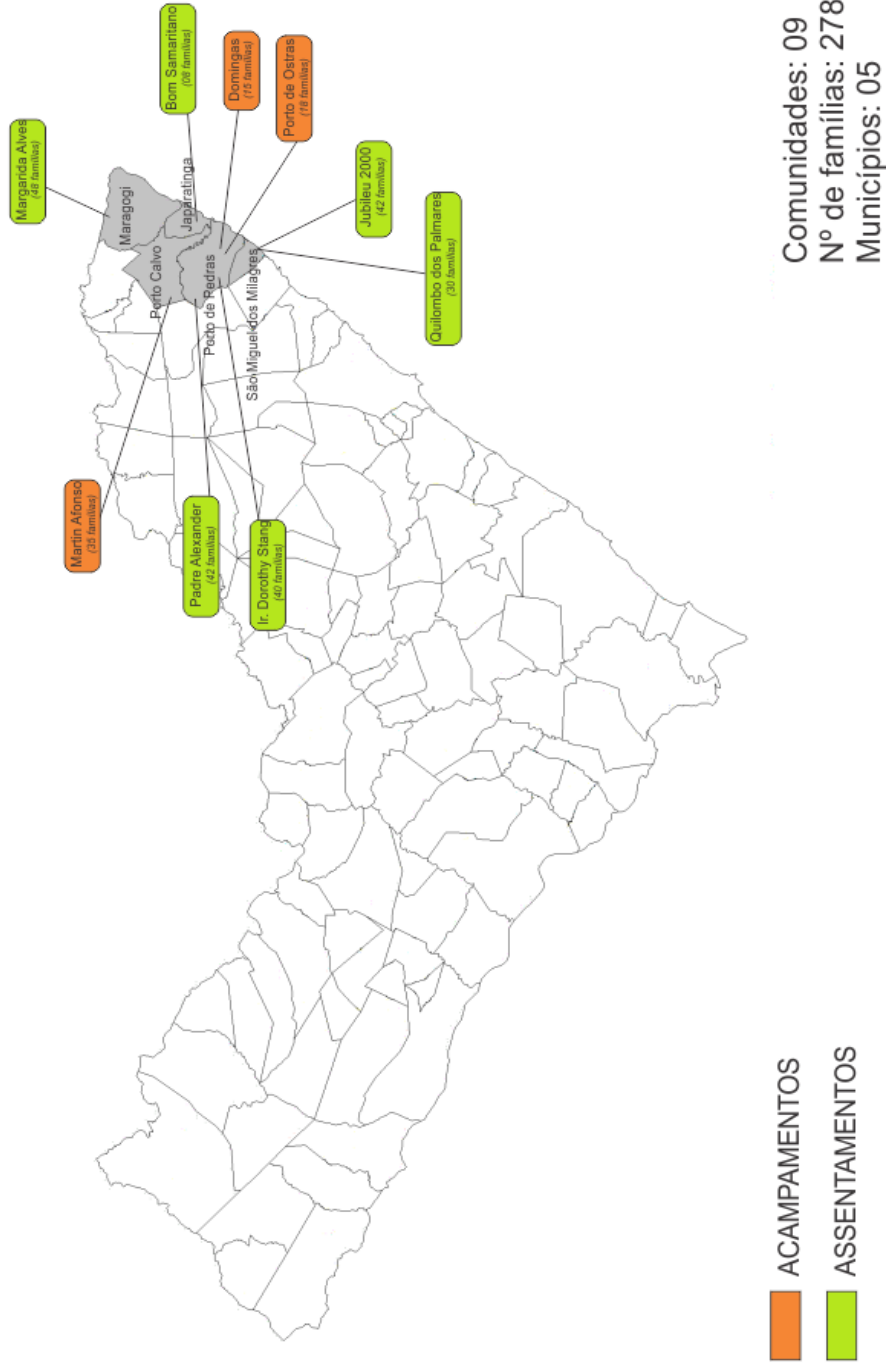 Margarida Alves
(48 famílias)
Bom Samaritano
(08 famílias)
Domingas
(15 famílias)
Porto de Ostras
(18 famílias)
Jubileu 2000
(42 famílias)
Quilombo dos Palmares
(30 famílias)
Martin Afonso
(35 famílias)
Padre Alexander
(42 famílias)
Ir. Dorothy Stang
(40 famílias)
Maragogi
Japaratinga
Porto Calvo
Porto de Pedras
São Miguel dos Milagres
ACAMPAMENTOS
ASSENTAMENTOS
Comunidades: 09
N° de famílias: 278
Municípios: 05